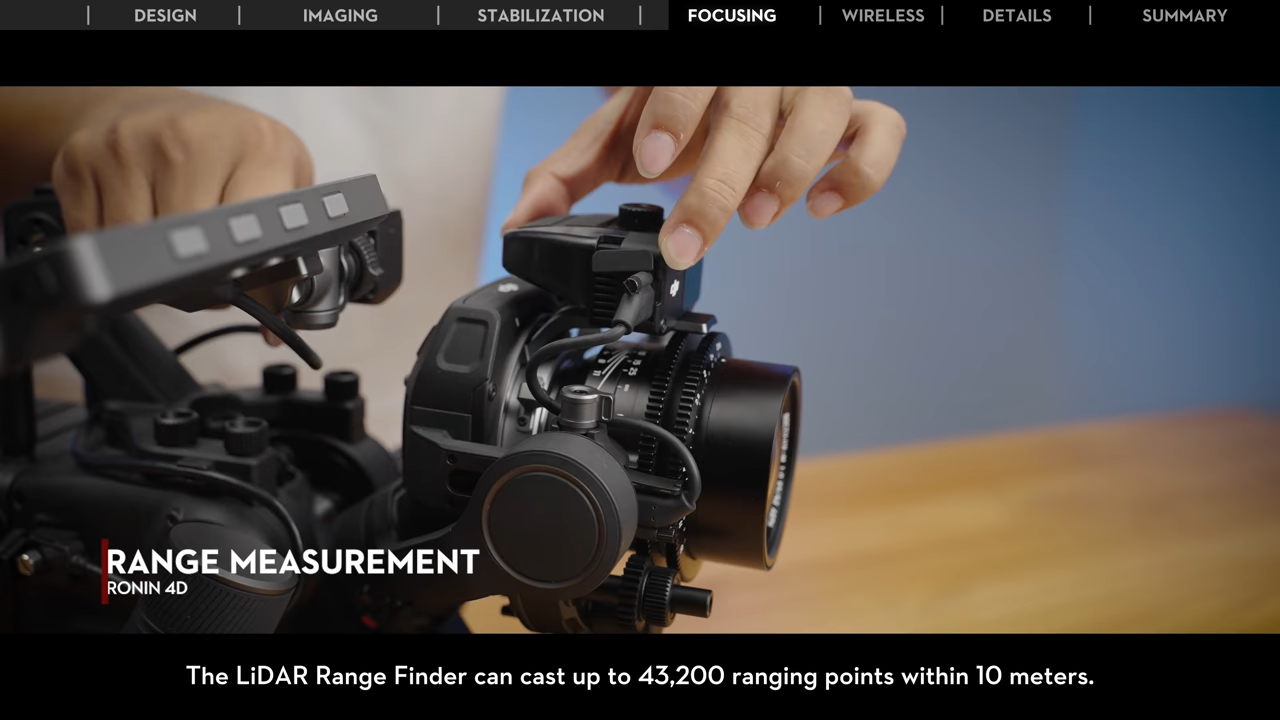 DESIGN
IMAGING
STABILIZATION
FOCUSING
WIRELESS
DETAILS
SUMMARY
RANGE MEASUREMENT
RONIN 4D
The LiDAR Range Finder can cast up to 43,200 ranging points within 10 meters.